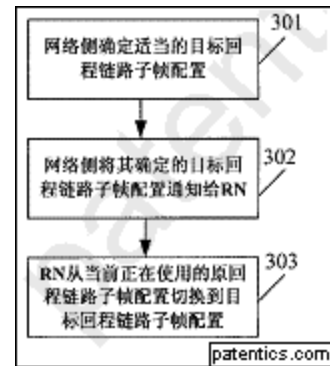 301
网络侧确定适当的目标回
程链路子帧配置
302
网络侧将其确定的目标回
程链路子帧配置通知给RN
303
RN从当前正在使用的原回
程链路子帧配置切换到目
标回程链路子帧配置
patentics.com